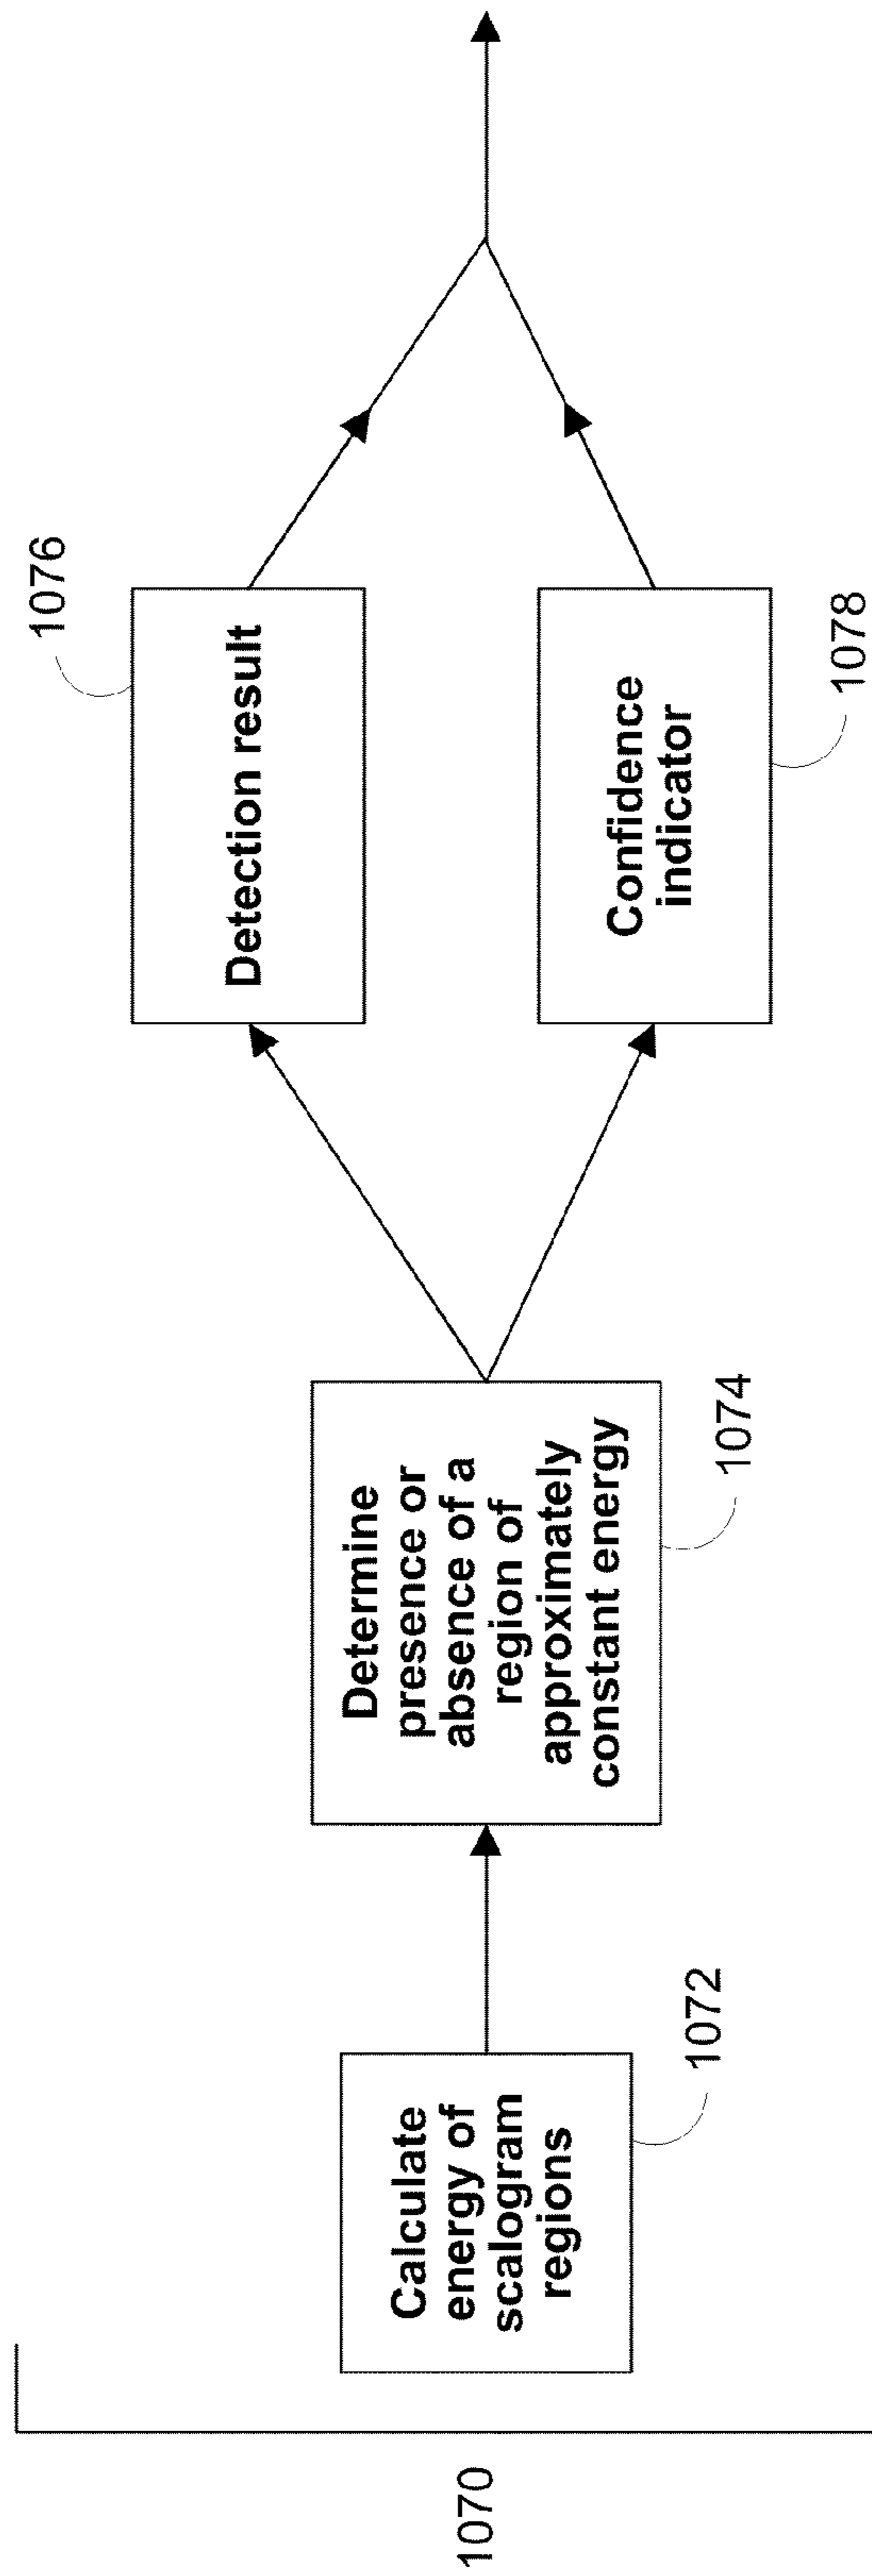 1070
Calculate
energy of
scalogram
regions
1072
Determine
presence or
absence of a
region of
approximately
constant energy
1074
Detection result
1076
Confidence
indicator
1078